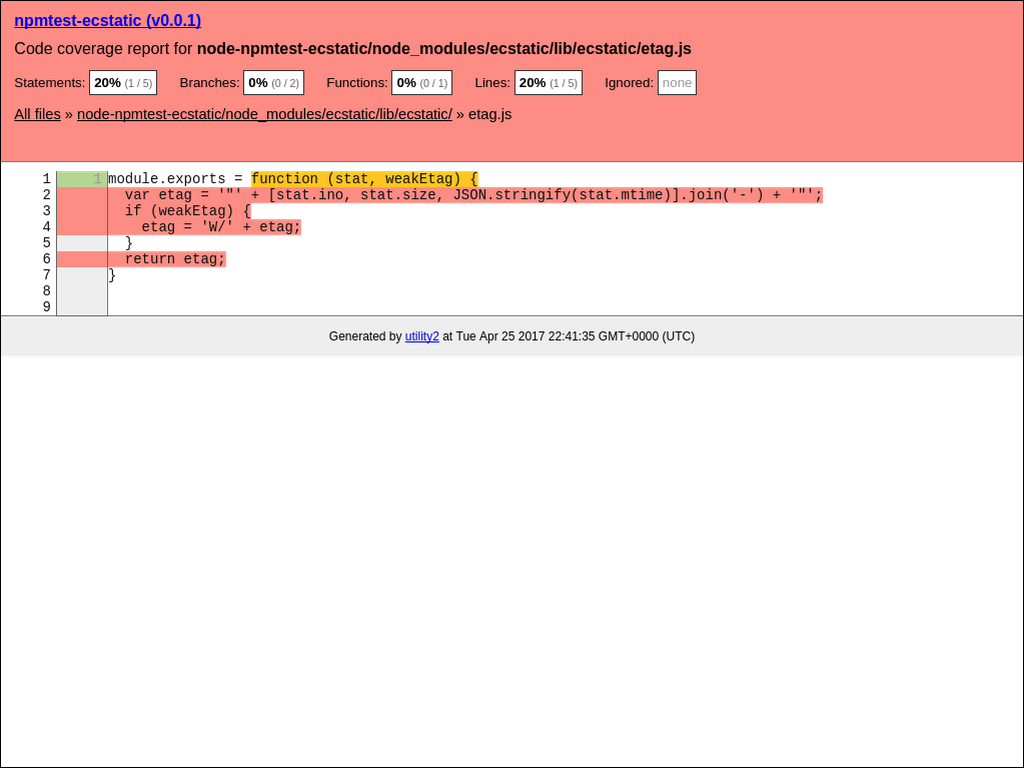 npmtest-ecstatic (v0.0.1)
Code coverage report for node-npmtest-ecstatic/node_modules/ecstatic/lib/ecstatic/etag.js
Statements: 20% (1 / 5) Branches: 0% (0 / 2) Functions: 0% (0 / 1) Lines: 20% (1 / 5) Ignored: none
All files » node-npmtest-ecstatic/node_modules/ecstatic/lib/ecstatic/ » etag.js
1 1 module.exports = function (stat, weakEtag) {
2   var etag = '"' + [stat.ino, stat.size, JSON.stringify(stat.mtime)].join('-') + '"';
3   if (weakEtag) {
4     etag = 'W/' + etag;
5   }
6   return etag;
7 }
8
9
Generated by utility2 at Tue Apr 25 2017 22:41:35 GMT+0000 (UTC)